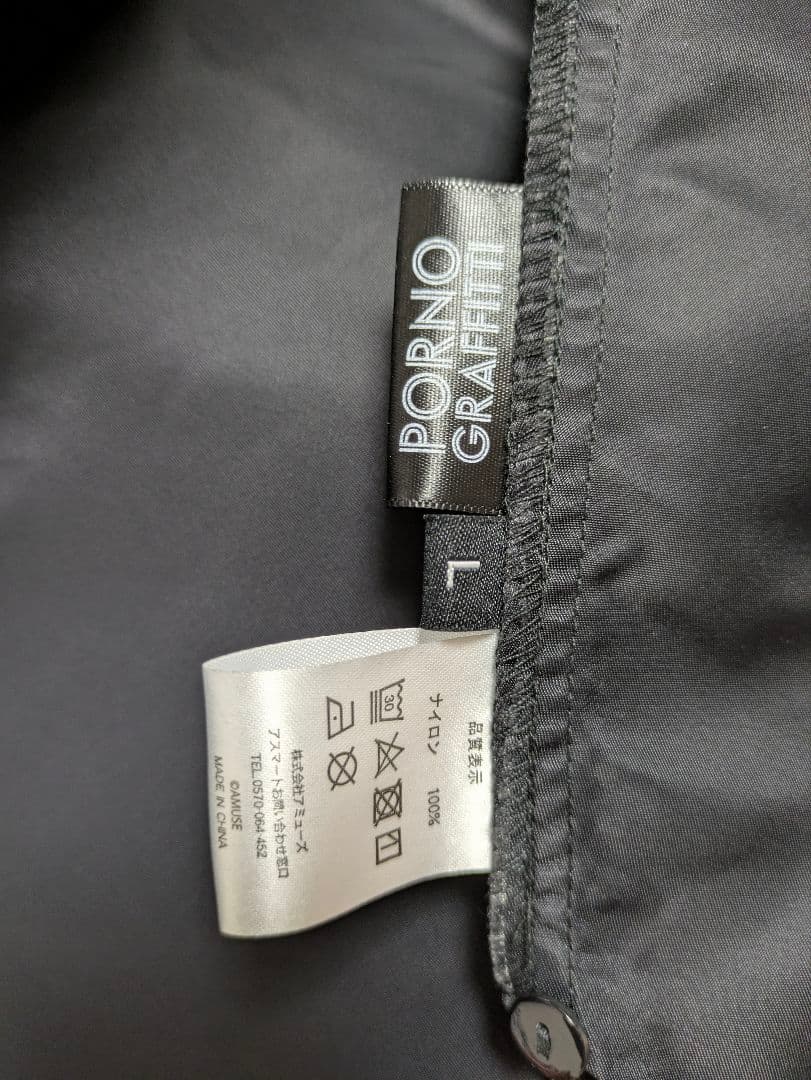 PORNO
GRAFFITTI
L
品質表示
ナイロン 100%
30
株式会社アミューズ
アスマートお問い合わせ窓口
TEL.0570-064-452
©AMUSE
MADE IN CHINA